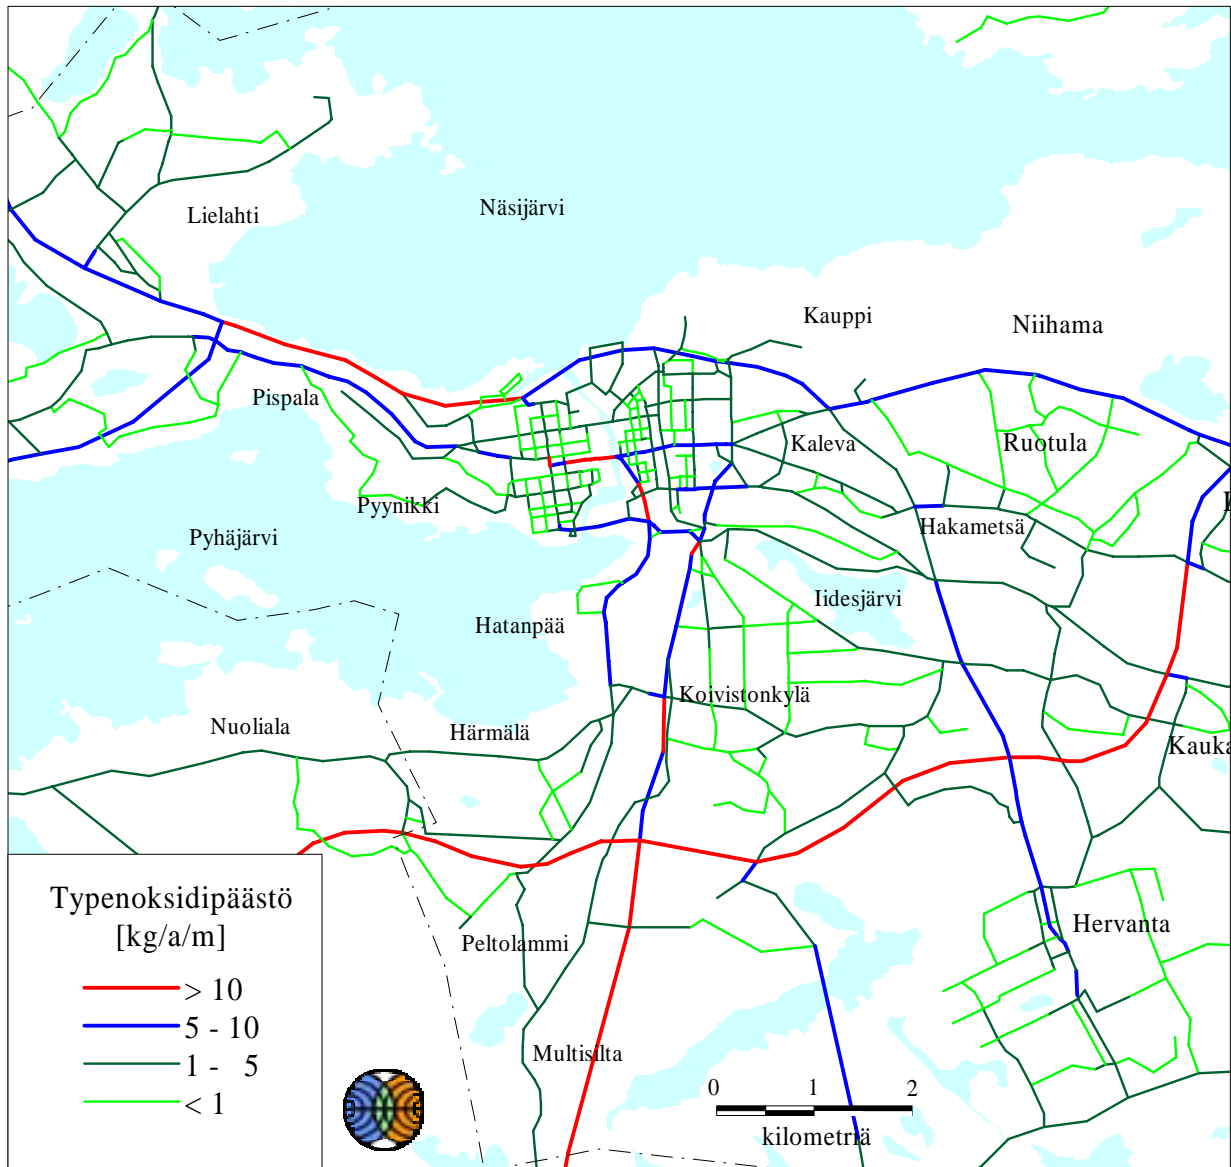 Lielahti
Näsijärvi
Kauppi
Niihama
Pispala
Kaleva
Ruotula
Pyynikki
Hakametsä
Pyhäjärvi
Iidesjärvi
Hatanpää
Koivistonkylä
Nuoliala
Härmälä
Kauka
Typenoksidipäästö
[kg/a/m]
> 10
5 - 10
1 - 5
< 1
Peltolammi
Hervanta
Multisilta
0 1 2
kilometriä